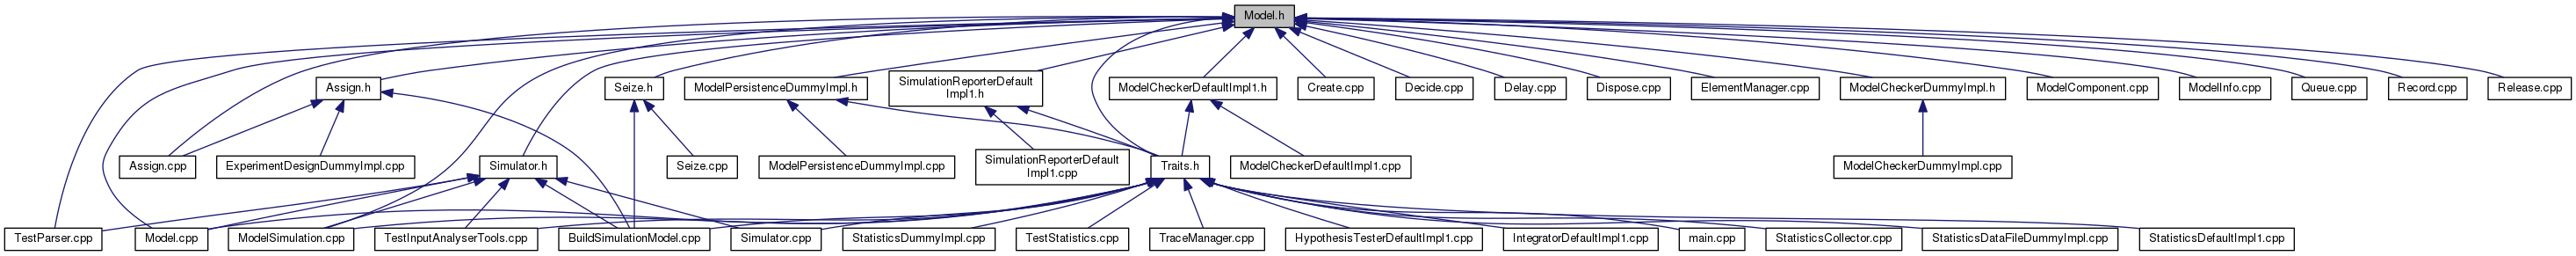 Model.h
Assign.h
Seize.h
ModelPersistenceDummyImpl.h
SimulationReporterDefault
Impl1.h
ModelCheckerDefaultImpl1.h
Create.cpp
Decide.cpp
Delay.cpp
Dispose.cpp
ElementManager.cpp
ModelCheckerDummyImpl.h
ModelComponent.cpp
ModelInfo.cpp
Queue.cpp
Record.cpp
Release.cpp
Assign.cpp
ExperimentDesignDummyImpl.cpp
Simulator.h
Seize.cpp
ModelPersistenceDummyImpl.cpp
SimulationReporterDefault
Impl1.cpp
Traits.h
ModelCheckerDefaultImpl1.cpp
ModelCheckerDummyImpl.cpp
TestParser.cpp
Model.cpp
ModelSimulation.cpp
TestInputAnalyserTools.cpp
BuildSimulationModel.cpp
Simulator.cpp
StatisticsDummyImpl.cpp
TestStatistics.cpp
TraceManager.cpp
HypothesisTesterDefaultImpl1.cpp
IntegratorDefaultImpl1.cpp
main.cpp
StatisticsCollector.cpp
StatisticsDataFileDummyImpl.cpp
StatisticsDefaultImpl1.cpp